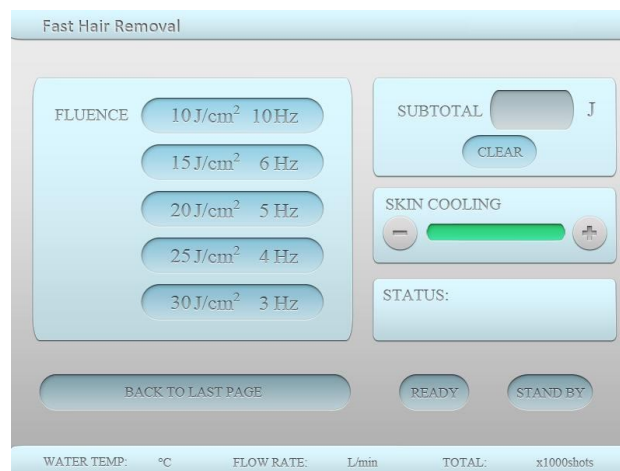 Fast Hair Removal
FLUENCE
10J/cm² 10Hz
15J/cm² 6 Hz
20J/cm² 5 Hz
25J/cm² 4 Hz
30J/cm² 3 Hz
SUBTOTAL J
CLEAR
SKIN COOLING
− +
STATUS:
BACK TO LAST PAGE
READY
STAND BY
WATER TEMP: °C FLOW RATE: L/min TOTAL: x1000shots